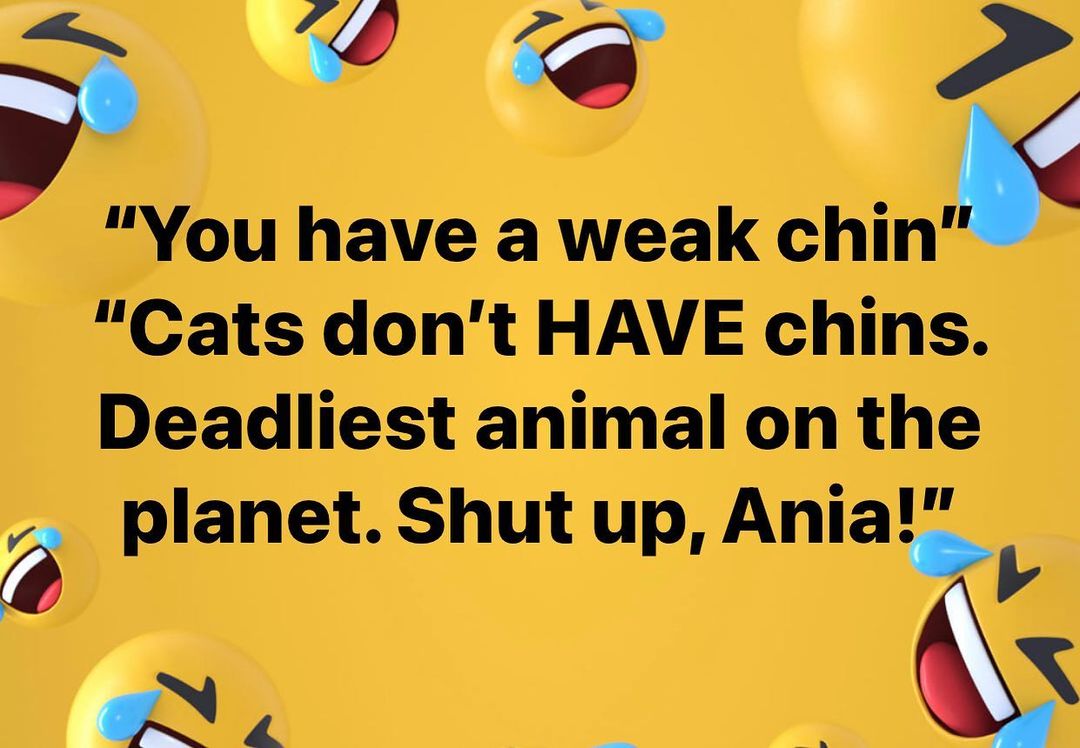 “You have a weak chin”
“Cats don’t HAVE chins.
Deadliest animal on the
planet. Shut up, Ania!”